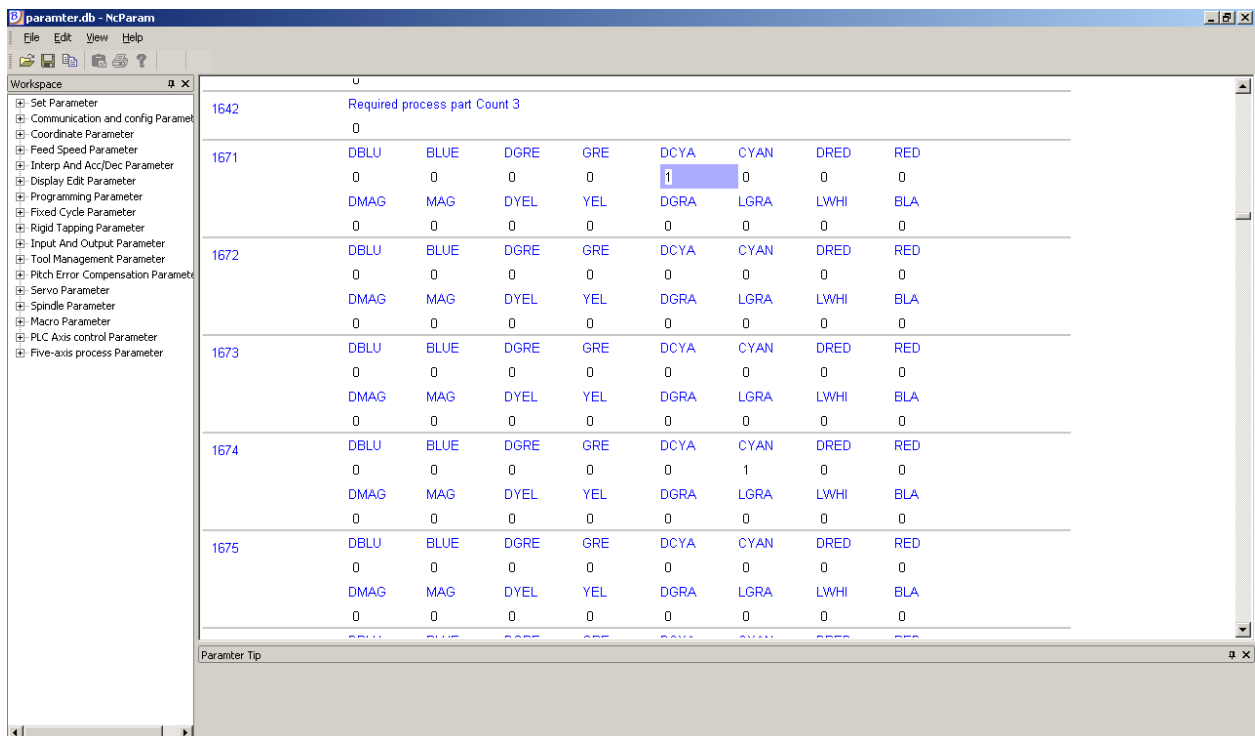 paramter.db - NcParam
File Edit View Help
Workspace
Set Parameter
Communication and config Paramet
Coordinate Parameter
Feed Speed Parameter
Interp And Acc/Dec Parameter
Display Edit Parameter
Programming Parameter
Fixed Cycle Parameter
Rigid Tapping Parameter
Input And Output Parameter
Tool Management Parameter
Pitch Error Compensation Paramete
Servo Parameter
Spindle Parameter
Macro Parameter
PLC Axis control Parameter
Five-axis process Parameter
0
1642 Required process part Count 3
0
1671 DBLU BLUE DGRE GRE DCYA CYAN DRED RED
0 0 0 0 1 0 0 0
DMAG MAG DYEL YEL DGRA LGRA LWHI BLA
0 0 0 0 0 0 0 0
1672 DBLU BLUE DGRE GRE DCYA CYAN DRED RED
0 0 0 0 0 0 0 0
DMAG MAG DYEL YEL DGRA LGRA LWHI BLA
0 0 0 0 0 0 0 0
1673 DBLU BLUE DGRE GRE DCYA CYAN DRED RED
0 0 0 0 0 0 0 0
DMAG MAG DYEL YEL DGRA LGRA LWHI BLA
0 0 0 0 0 0 0 0
1674 DBLU BLUE DGRE GRE DCYA CYAN DRED RED
0 0 0 0 0 1 0 0
DMAG MAG DYEL YEL DGRA LGRA LWHI BLA
0 0 0 0 0 0 0 0
1675 DBLU BLUE DGRE GRE DCYA CYAN DRED RED
0 0 0 0 0 0 0 0
DMAG MAG DYEL YEL DGRA LGRA LWHI BLA
0 0 0 0 0 0 0 0
Paramter Tip